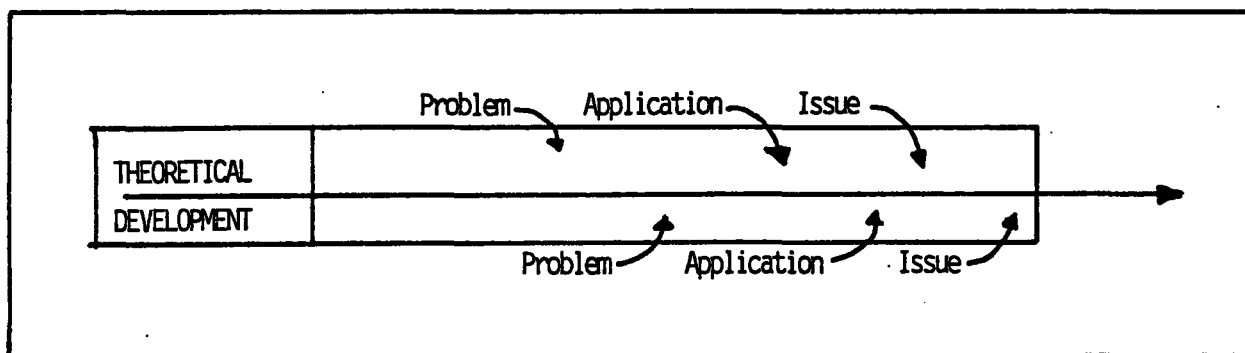 Problem Application Issue
THEORETICAL
DEVELOPMENT
Problem Application Issue